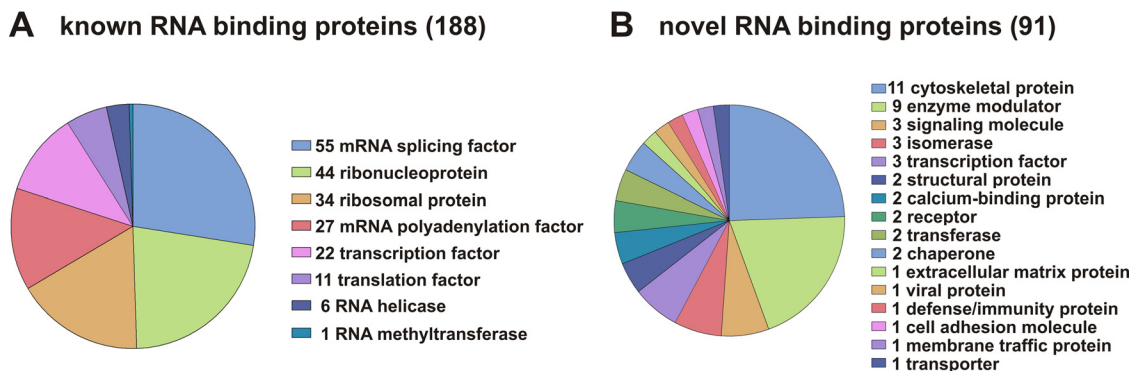 A known RNA binding proteins (188)
55 mRNA splicing factor
44 ribonucleoprotein
34 ribosomal protein
27 mRNA polyadenylation factor
22 transcription factor
11 translation factor
6 RNA helicase
1 RNA methyltransferase
B novel RNA binding proteins (91)
11 cytoskeletal protein
9 enzyme modulator
3 signaling molecule
3 isomerase
3 transcription factor
2 structural protein
2 calcium-binding protein
2 receptor
2 transferase
2 chaperone
1 extracellular matrix protein
1 viral protein
1 defense/immunity protein
1 cell adhesion molecule
1 membrane traffic protein
1 transporter